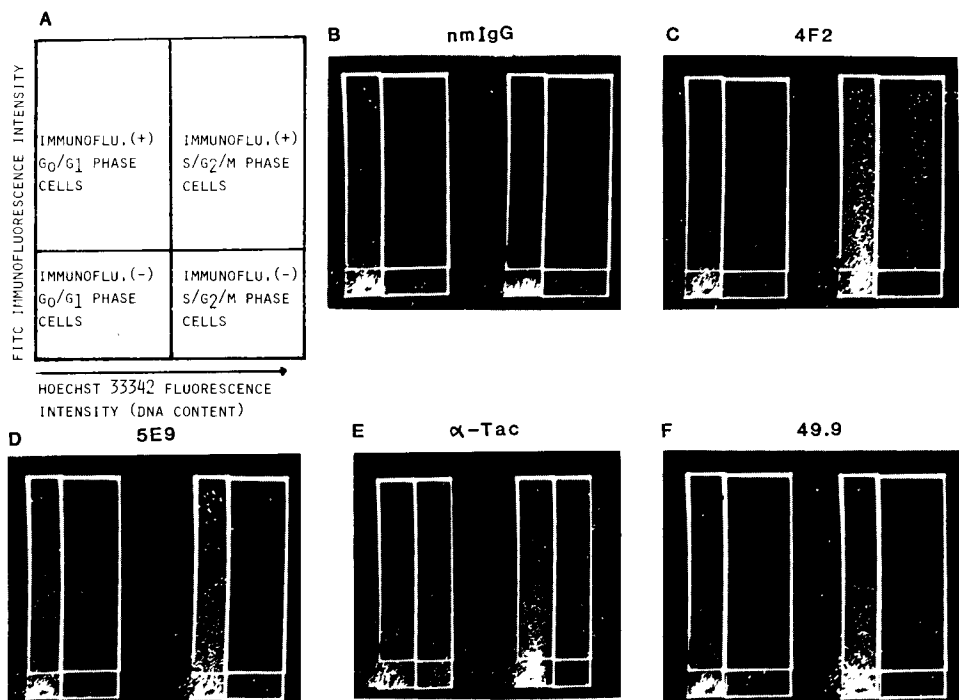 A
FITC IMMUNOFLUORESCENCE INTENSITY
IMMUNOFLU.(+)
G0/G1 PHASE
CELLS
IMMUNOFLU.(+)
S/G2/M PHASE
CELLS
IMMUNOFLU.(-)
G0/G1 PHASE
CELLS
IMMUNOFLU.(-)
S/G2/M PHASE
CELLS
HOECHST 33342 FLUORESCENCE
INTENSITY (DNA CONTENT)
B nmIgG
C 4F2
D 5E9
E α-Tac
F 49.9